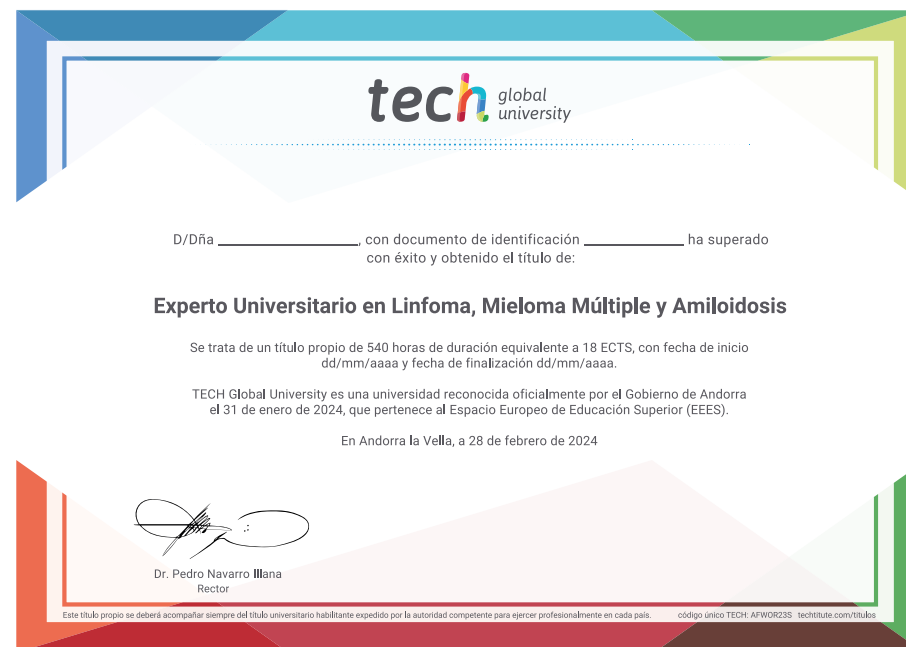 tech global university
D/Dña ____________________, con documento de identificación ______________ ha superado
con éxito y obtenido el título de:
Experto Universitario en Linfoma, Mieloma Múltiple y Amiloidosis
Se trata de un título propio de 540 horas de duración equivalente a 18 ECTS, con fecha de inicio
dd/mm/aaaa y fecha de finalización dd/mm/aaaa.
TECH Global University es una universidad reconocida oficialmente por el Gobierno de Andorra
el 31 de enero de 2024, que pertenece al Espacio Europeo de Educación Superior (EEES).
En Andorra la Vella, a 28 de febrero de 2024
Dr. Pedro Navarro Illana
Rector
Este título propio se deberá acompañar siempre del título universitario habilitante expedido por la autoridad competente para ejercer profesionalmente en cada país. código único TECH: AFWOR23S techtitute.com/titulos